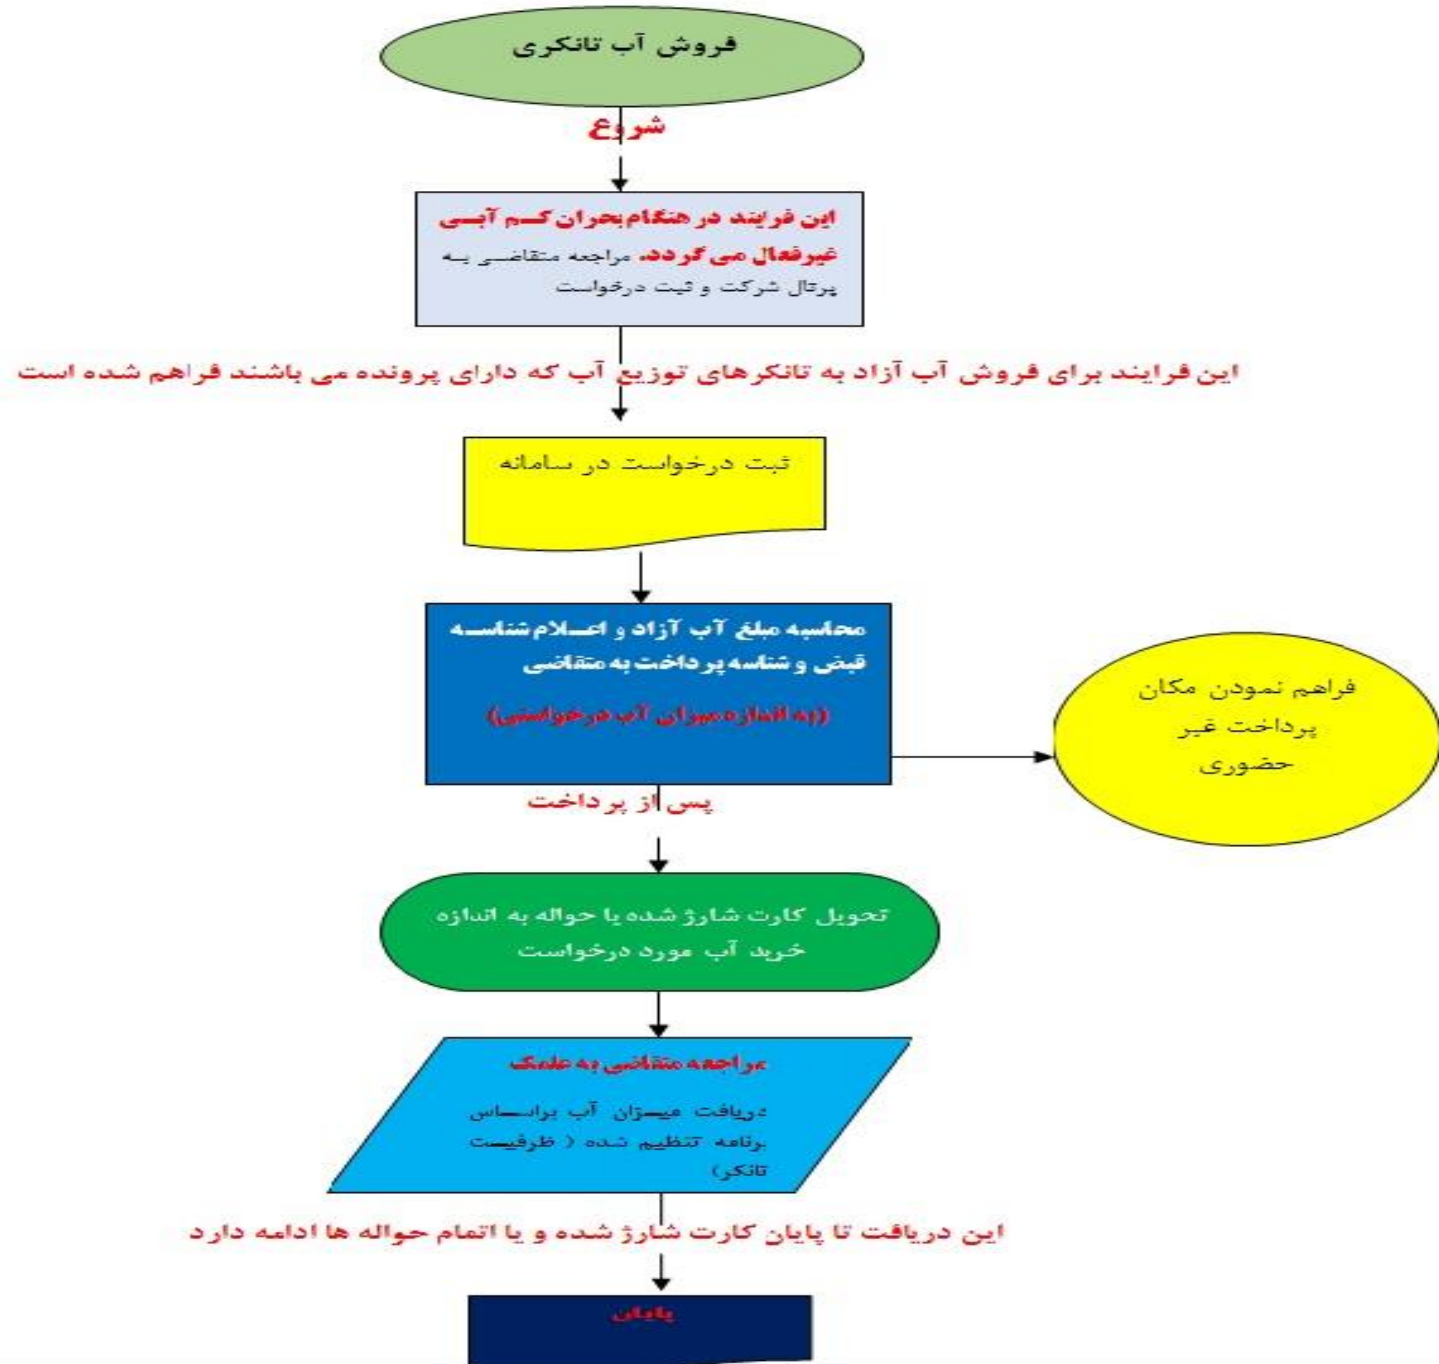 فروش آب تانکری
شروع
این فرایند در هنگام بحران کم آبی
غیرفعال می گردد. مراجعه متقاضی به
پرتال شرکت و ثبت درخواست
این فرایند برای فروش آب آزاد به تانکرهای توزیع آب که دارای پرونده می باشند فراهم شده است
ثبت درخواست در سامانه
محاسبه مبلغ آب آزاد و اعلام شناسه
قبض و شناسه پرداخت به متقاضی
(به اندازه میزان آب درخواستی)
فراهم نمودن مکان
پرداخت غیر
حضوری
پس از پرداخت
تحویل کارت شارژ شده یا حواله به اندازه
خرید آب مورد درخواست
مراجعه متقاضی به علمک
دریافت میزان آب براساس
برنامه تنظیم شده ( ظرفیت
تانکر)
این دریافت تا پایان کارت شارژ شده و یا اتمام حواله ها ادامه دارد
پایان